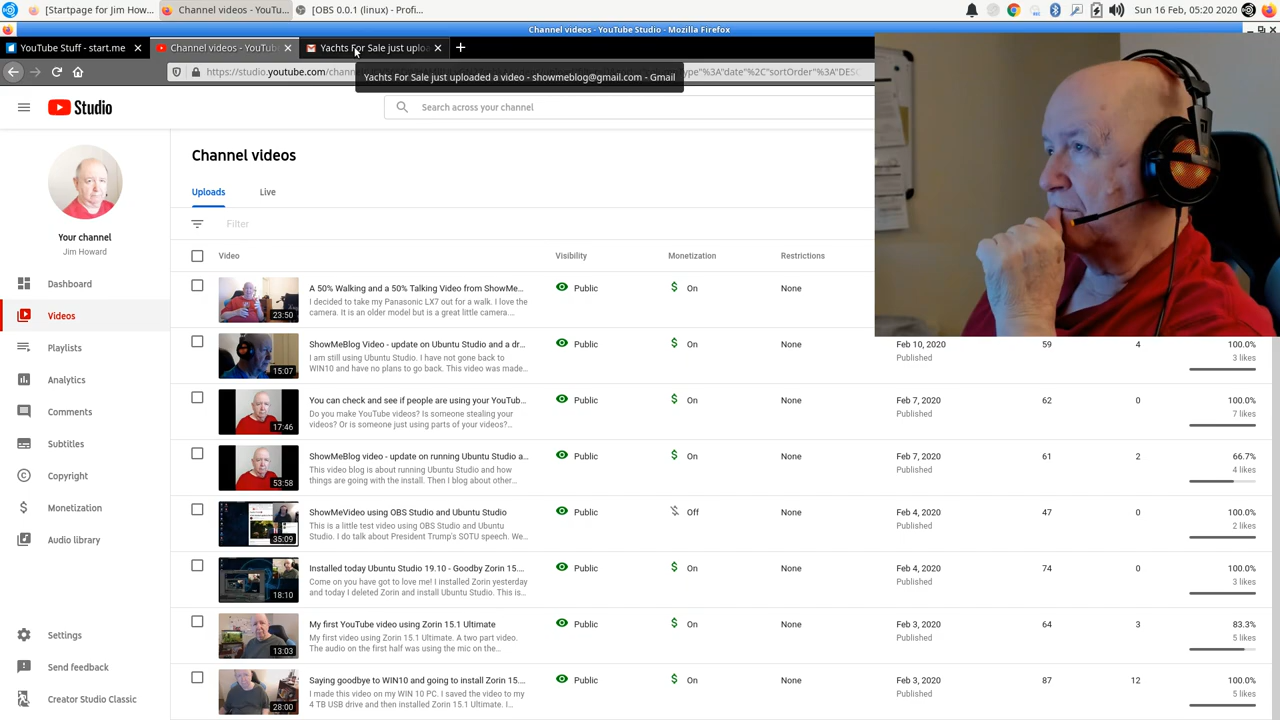 [Startpage for Jim Howa...
Channel videos - YouTu...
[OBS 0.0.1 (linux) - Profi...
Sun 16 Feb, 05:20 2020
Channel videos - YouTube Studio - Mozilla Firefox
YouTube Stuff - start.me
Channel videos - YouTub
Yachts For Sale just uplo
https://studio.youtube.com/chann
ype"%3A"date"%2C"sortOrder"%3A"DES
Yachts For Sale just uploaded a video - showmeblog@gmail.com - Gmail
Studio
Search across your channel
Your channel
Jim Howard
Dashboard
Videos
Playlists
Analytics
Comments
Subtitles
Copyright
Monetization
Audio library
Settings
Send feedback
Creator Studio Classic
Channel videos
Uploads
Live
Filter
Video
Visibility
Monetization
Restrictions
A 50% Walking and a 50% Talking Video from ShowMe...
I decided to take my Panasonic LX7 out for a walk. I love the
camera. It is an older model but is a great little camera....
23:50
Public
On
None
ShowMeBlog Video - update on Ubuntu Studio and a dr...
I am still using Ubuntu Studio. I have not gone back to
WIN10 and have no plans to go back. This video was made...
15:07
Public
On
None
Feb 10, 2020
Published
59
4
100.0%
3 likes
You can check and see if people are using your YouTub...
Do you make YouTube videos? Is someone stealing your
videos? Or is someone just using parts of your videos?...
17:46
Public
On
None
Feb 7, 2020
Published
62
0
100.0%
7 likes
ShowMeBlog video - update on running Ubuntu Studio a...
This video blog is about running Ubuntu Studio and how
things are going with the install. Then I blog about other...
53:58
Public
On
None
Feb 7, 2020
Published
61
2
66.7%
4 likes
ShowMeVideo using OBS Studio and Ubuntu Studio
This is a little test video using OBS Studio and Ubuntu
Studio. I do talk about President Trump's SOTU speech. We...
35:09
Public
Off
None
Feb 4, 2020
Published
47
0
100.0%
2 likes
Installed today Ubuntu Studio 19.10 - Goodby Zorin 15....
Come on you have got to love me! I installed Zorin yesterday
and today I deleted Zorin and install Ubuntu Studio. This is...
18:10
Public
On
None
Feb 4, 2020
Published
74
0
100.0%
3 likes
My first YouTube video using Zorin 15.1 Ultimate
My first video using Zorin 15.1 Ultimate. A two part video.
The audio on the first half was using the mic on the...
13:03
Public
On
None
Feb 3, 2020
Published
64
3
83.3%
5 likes
Saying goodbye to WIN10 and going to install Zorin 15....
I made this video on my WIN 10 PC. I saved the video to my
4 TB USB drive and then installed Zorin 15.1 Ultimate. I...
28:00
Public
On
None
Feb 3, 2020
Published
87
12
100.0%
5 likes